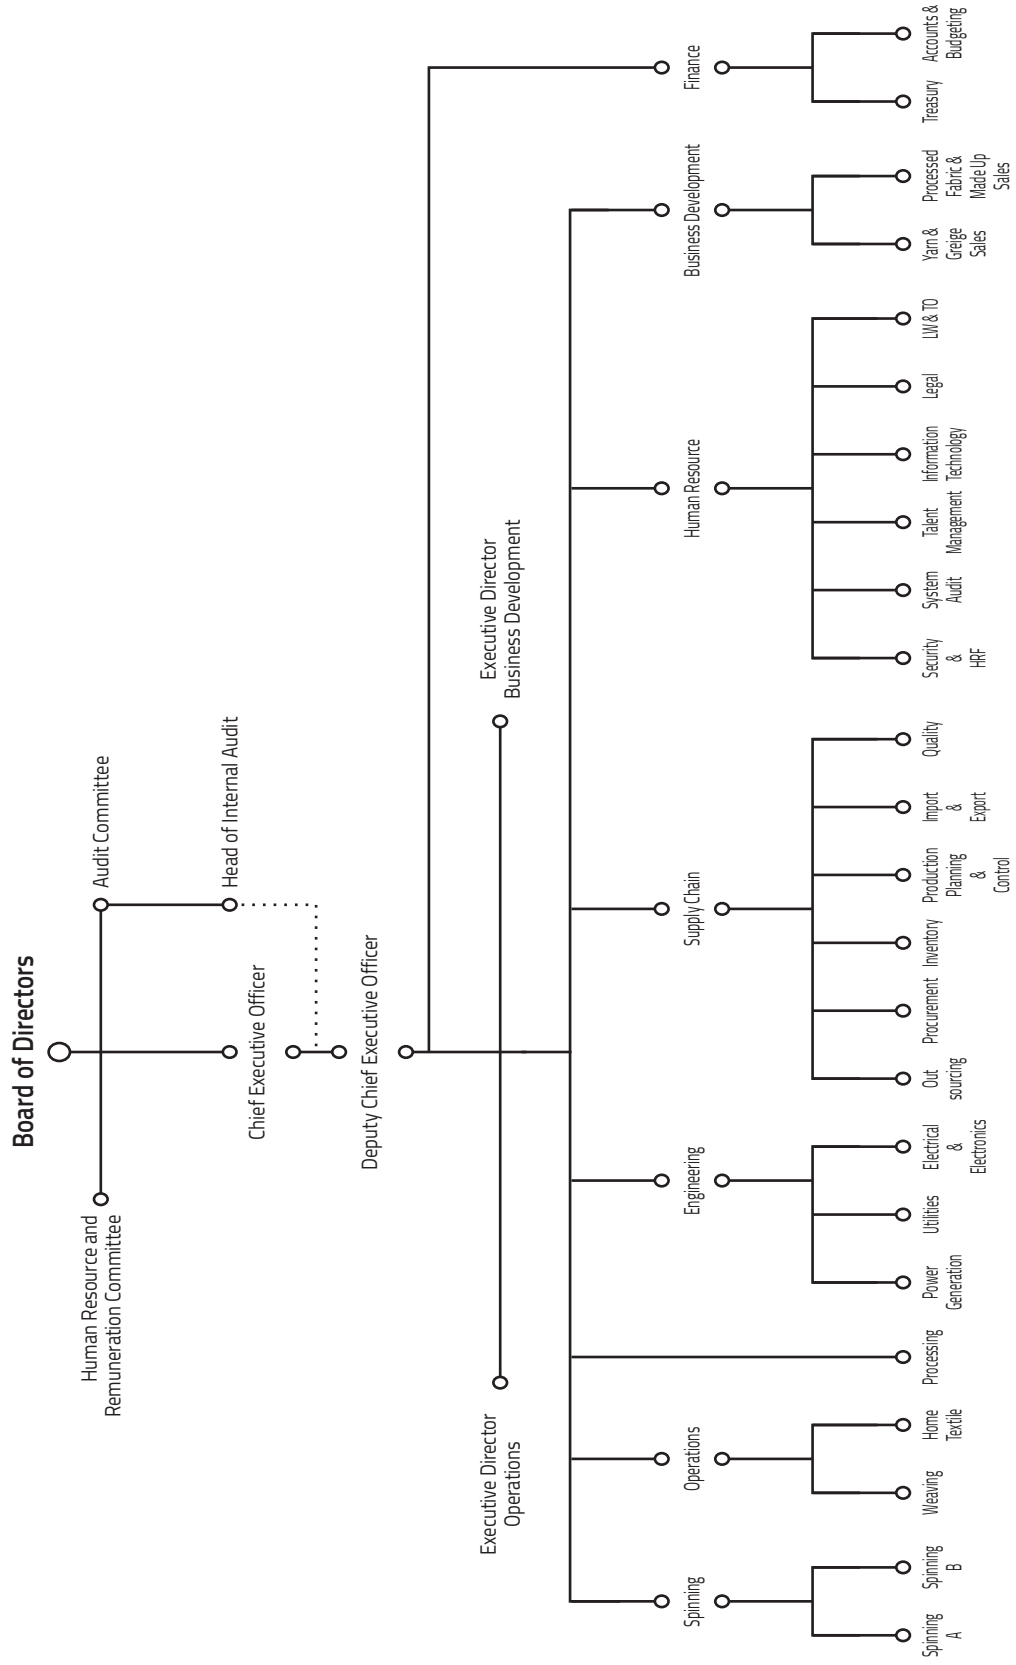 Board of Directors
Human Resource and
Remuneration Committee
Audit Committee
Chief Executive Officer
Head of Internal Audit
Deputy Chief Executive Officer
Executive Director
Operations
Executive Director
Business Development
Spinning
Operations
Engineering
Supply Chain
Human Resource
Business Development
Finance
Spinning
A
Spinning
B
Weaving
Home
Textile
Processing
Power
Generation
Utilities
Electrical
&
Electronics
Out
sourcing
Procurement
Inventory
Production
Planning
&
Control
Import
&
Export
Quality
Security
&
HRF
System
Audit
Talent
Management
Information
Technology
Legal
LW & TO
Yarn &
Greige
Sales
Processed
Fabric &
Made Up
Sales
Treasury
Accounts &
Budgeting